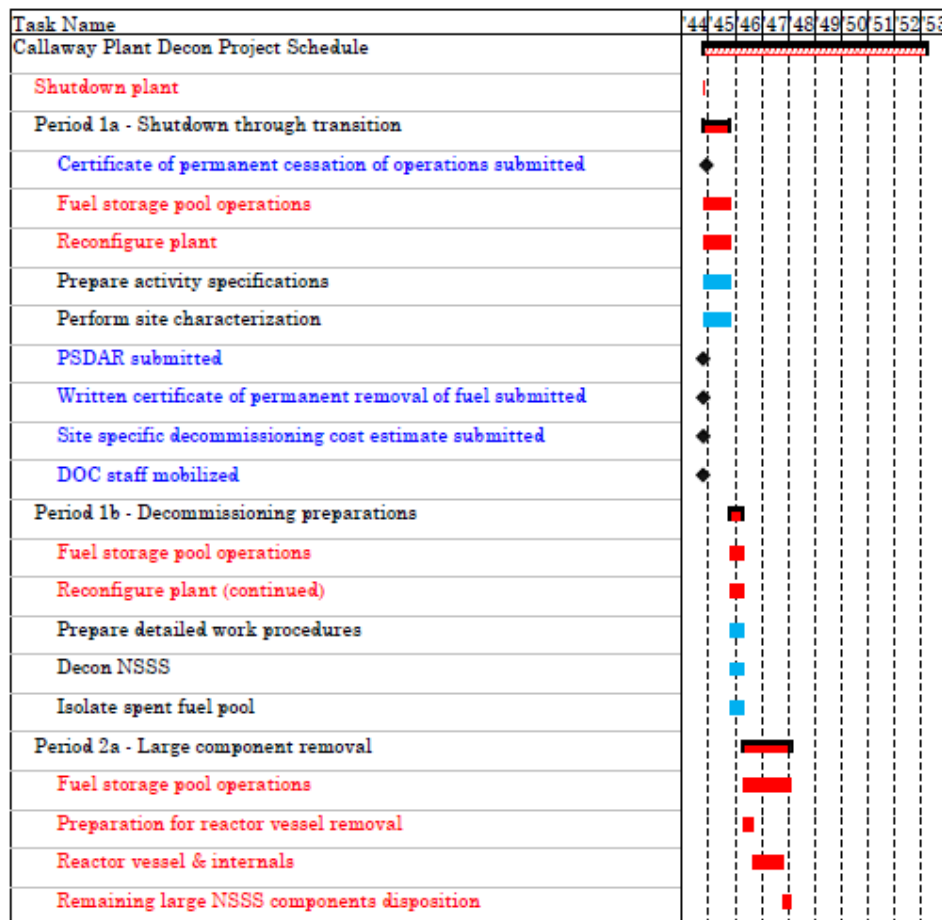 Task Name '44 '45 '46 '47 '48 '49 '50 '51 '52 '53
Callaway Plant Decon Project Schedule
Shutdown plant
Period 1a - Shutdown through transition
Certificate of permanent cessation of operations submitted
Fuel storage pool operations
Reconfigure plant
Prepare activity specifications
Perform site characterization
PSDAR submitted
Written certificate of permanent removal of fuel submitted
Site specific decommissioning cost estimate submitted
DOC staff mobilized
Period 1b - Decommissioning preparations
Fuel storage pool operations
Reconfigure plant (continued)
Prepare detailed work procedures
Decon NSSS
Isolate spent fuel pool
Period 2a - Large component removal
Fuel storage pool operations
Preparation for reactor vessel removal
Reactor vessel & internals
Remaining large NSSS components disposition